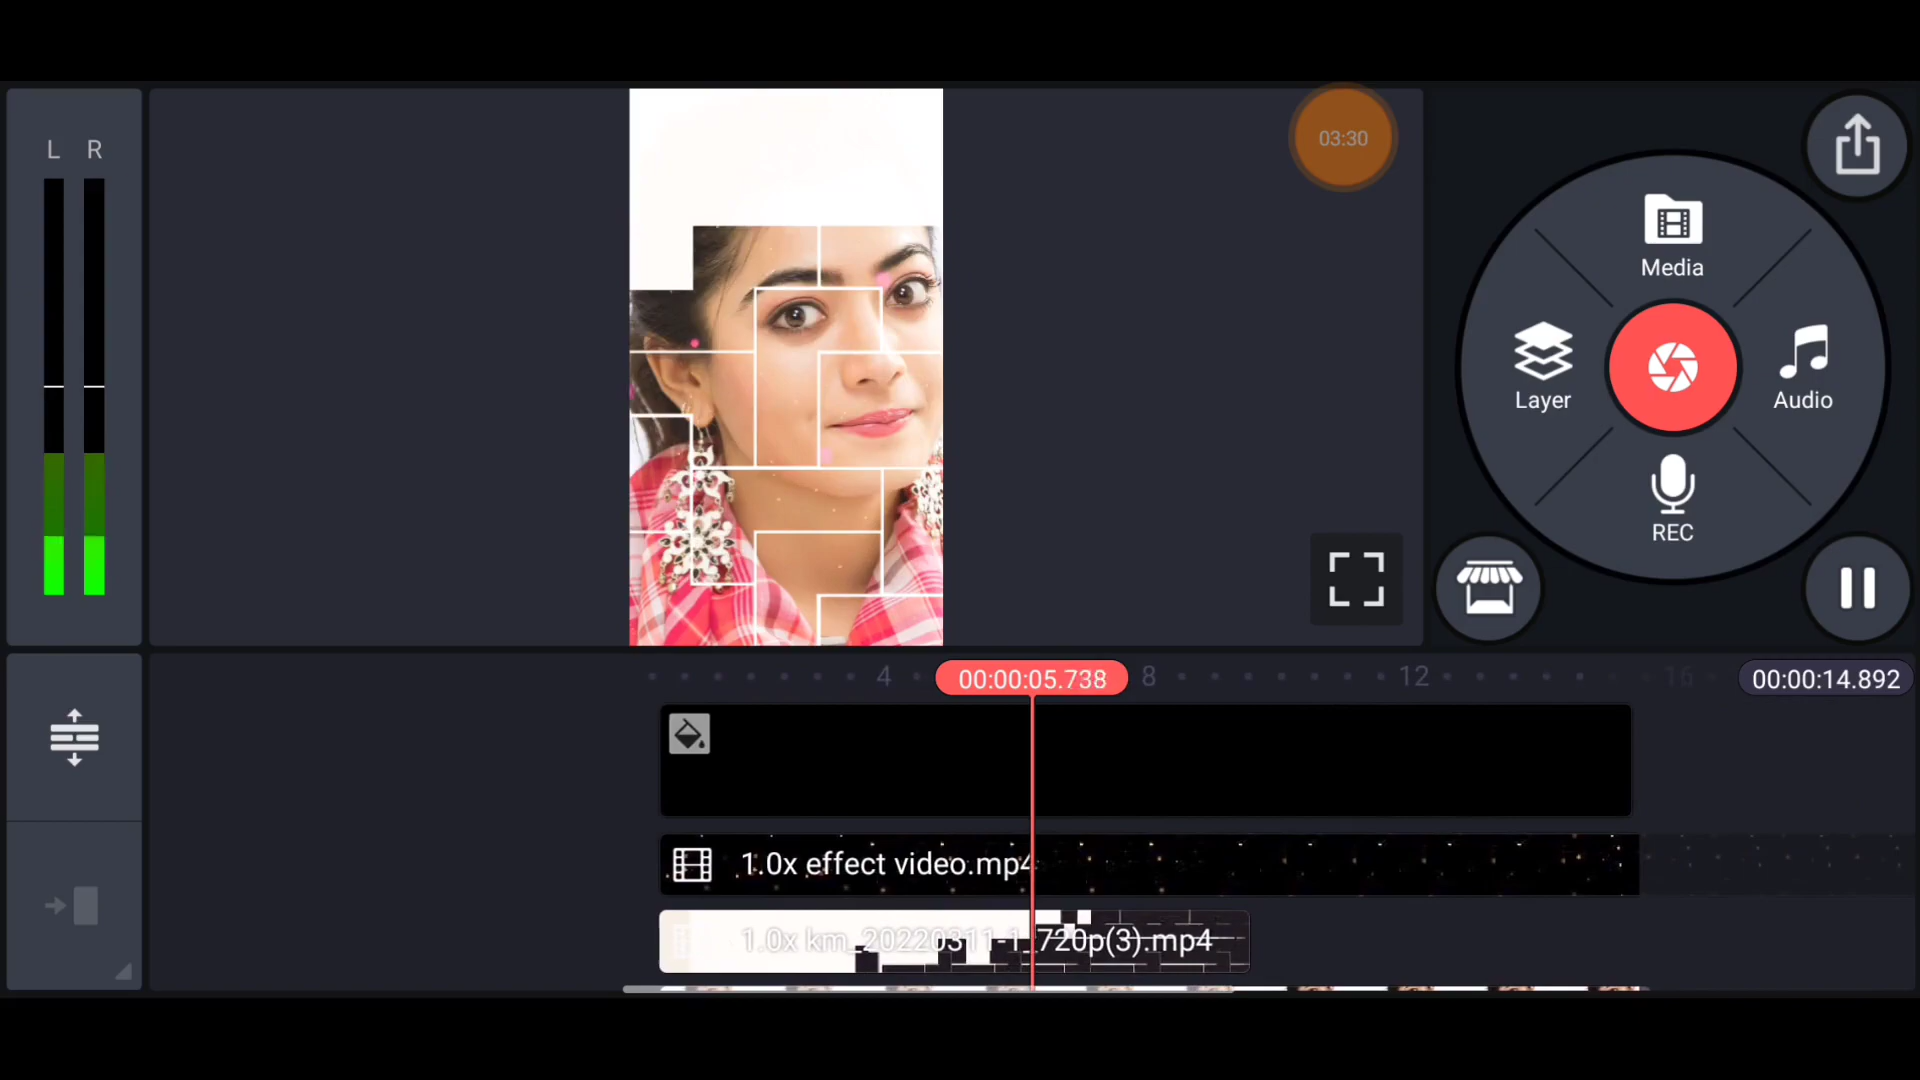 L R
03:30
Media
Layer
Audio
REC
4
00:00:05.738
8
12
16
00:00:14.892
1.0x effect video.mp4
1.0x km_20220311-1_720p(3).mp4